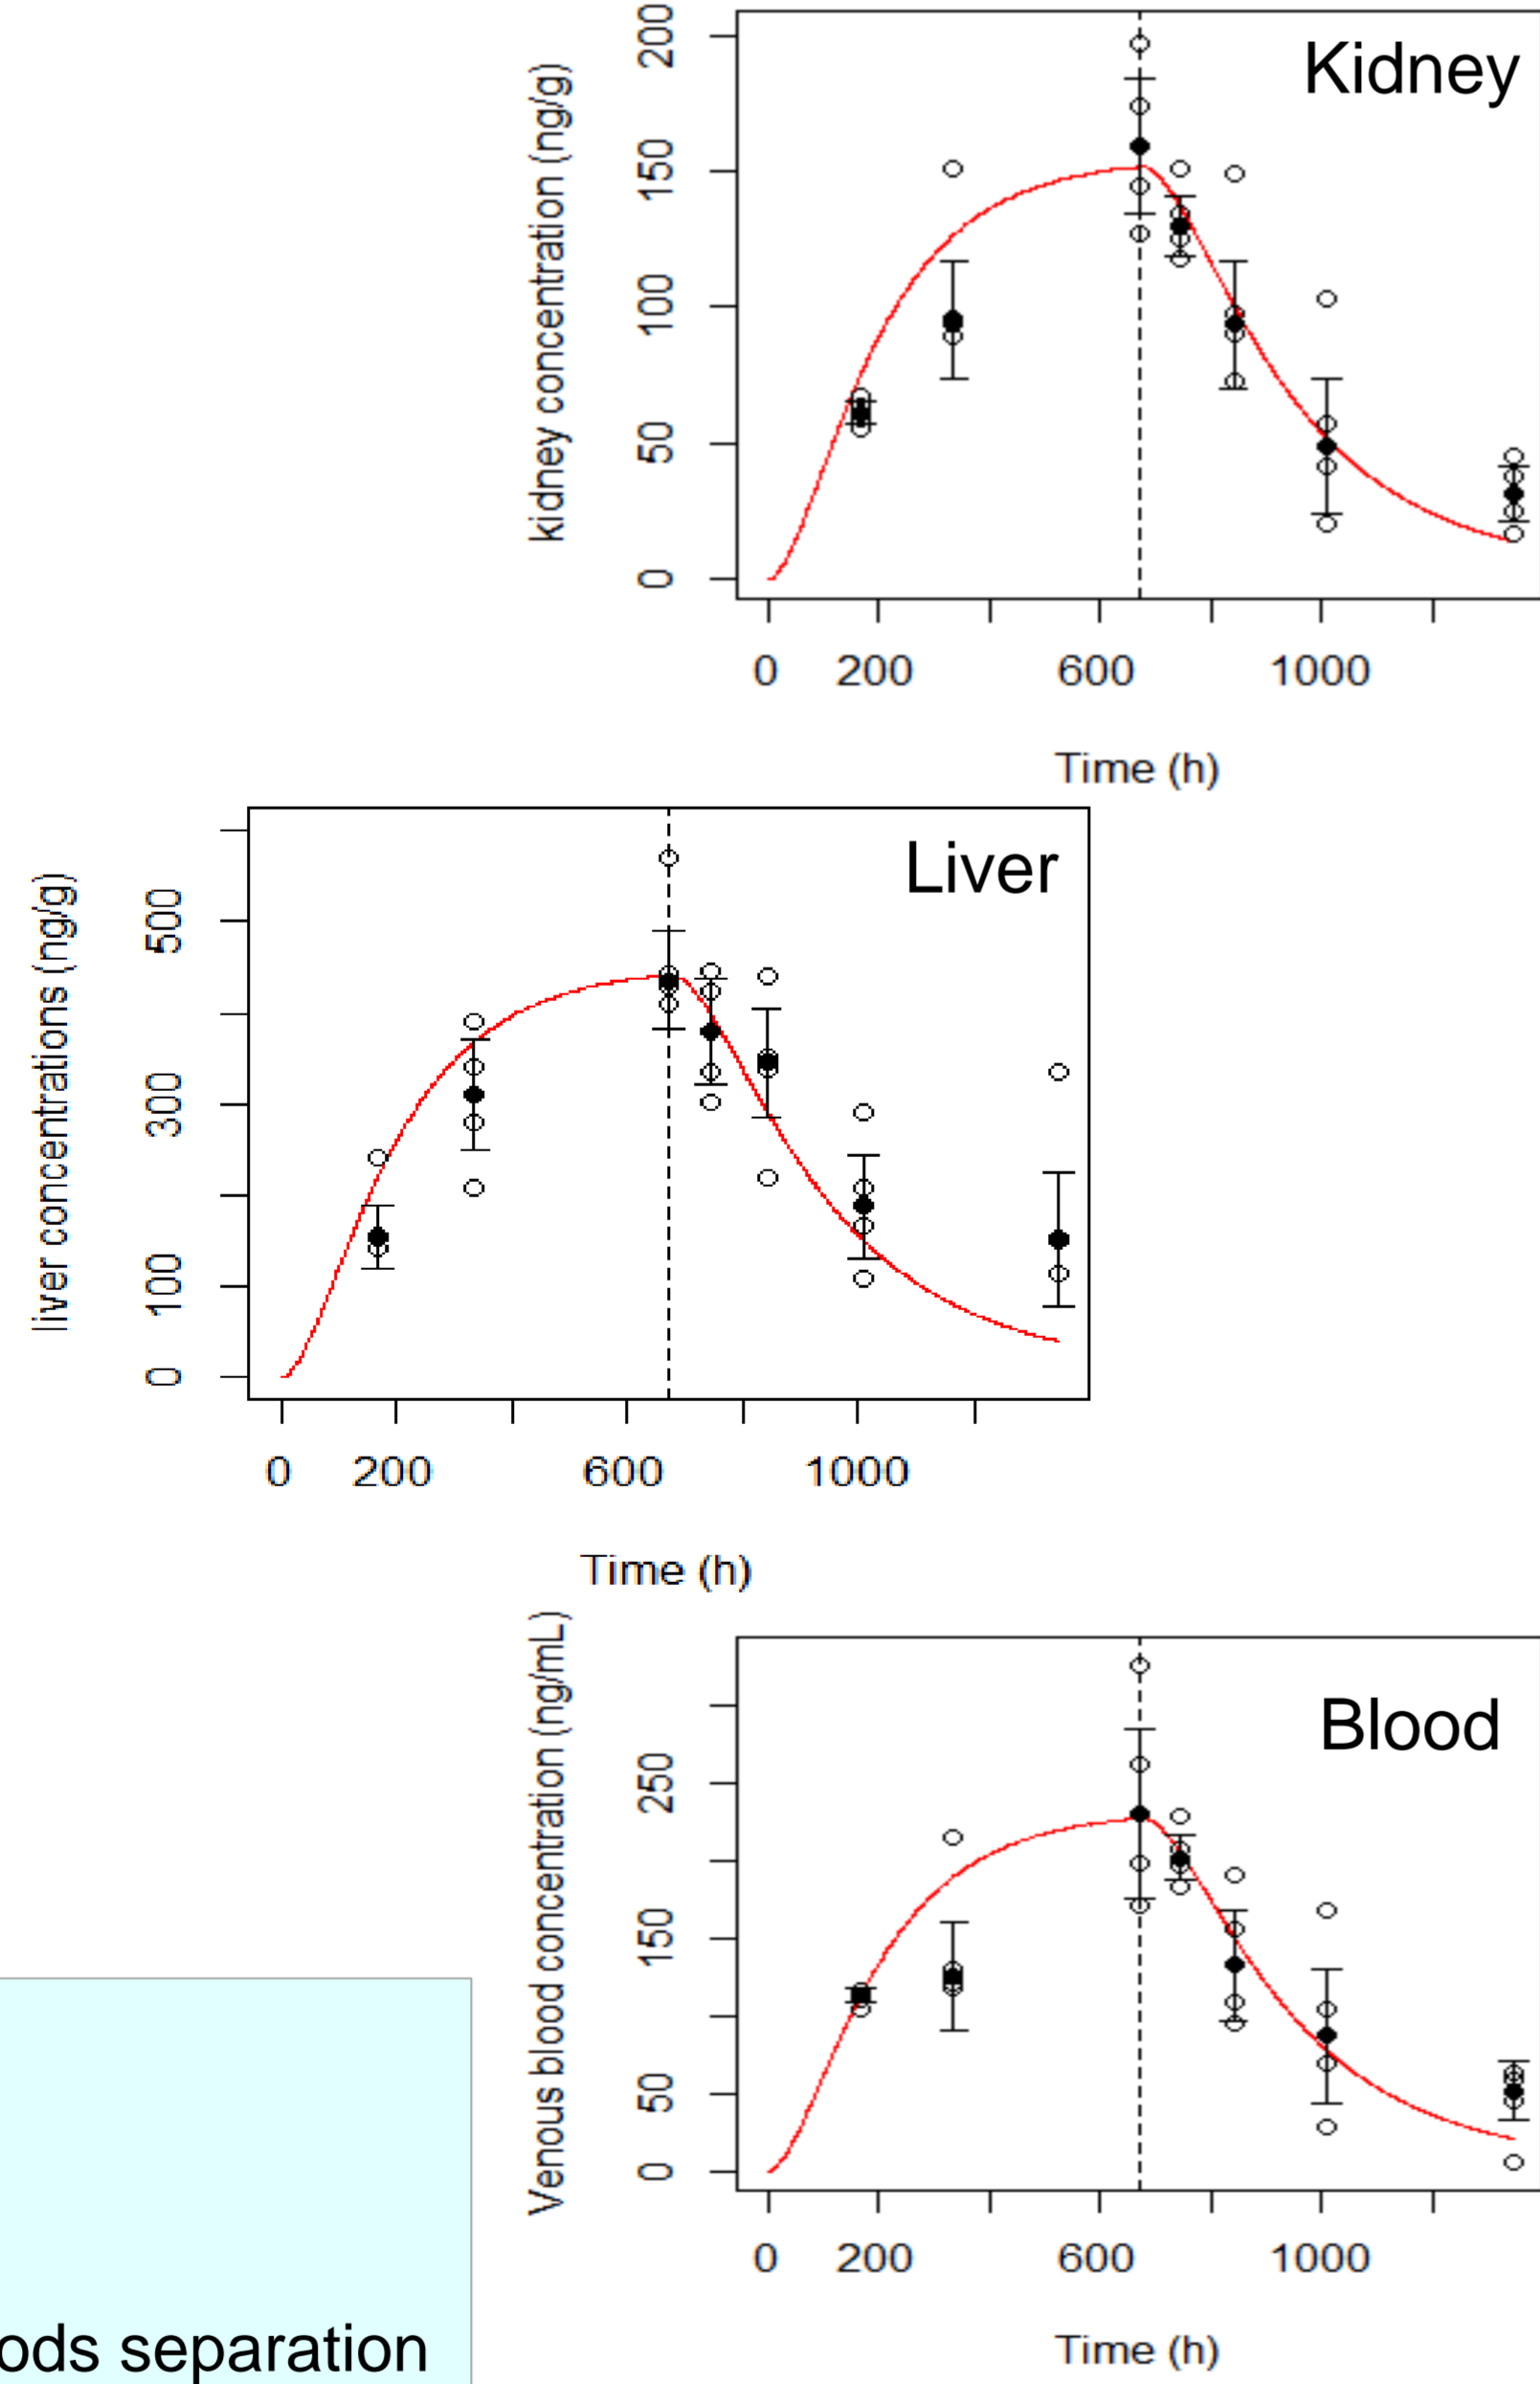 Kidney
kidney concentration (ng/g)
200
150
100
50
0
0 200 600 1000
Time (h)
Liver
liver concentrations (ng/g)
500
300
100
0
0 200 600 1000
Time (h)
Blood
Venous blood concentration (ng/mL)
250
150
50
0
0 200 600 1000
Time (h)
ods separation